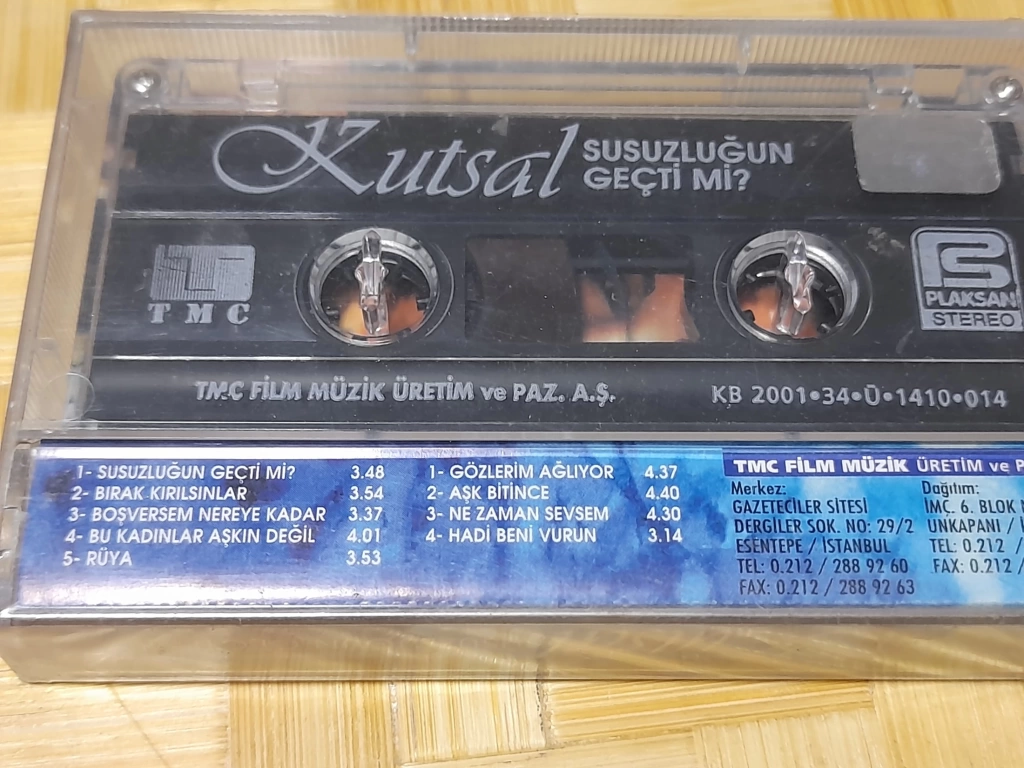 Kutsal SUSUZLUĞUN
GEÇTİ Mİ?
TMC
PLAKSAN
STEREO
TMC FİLM MÜZİK ÜRETİM ve PAZ. A.Ş.
KB 2001•34•Ü•1410•014
1- SUSUZLUĞUN GEÇTİ Mİ? 3.48
2- BIRAK KIRILSINLAR 3.54
3- BOŞVERSEM NEREYE KADAR 3.37
4- BU KADINLAR AŞKIN DEĞİL 4.01
5- RÜYA 3.53
1- GÖZLERİM AĞLIYOR 4.37
2- AŞK BİTİNCE 4.40
3- NE ZAMAN SEVSEM 4.30
4- HADİ BENİ VURUN 3.14
TMC FİLM MÜZİK ÜRETİM ve
Merkez:
GAZETECİLER SİTESİ
DERGİLER SOK. NO: 29/2
ESENTEPE / İSTANBUL
TEL: 0.212 / 288 92 60
FAX: 0.212 / 288 92 63
Dağıtım:
İMÇ. 6. BLOK
UNKAPANI /
TEL: 0.212 /
FAX: 0.212